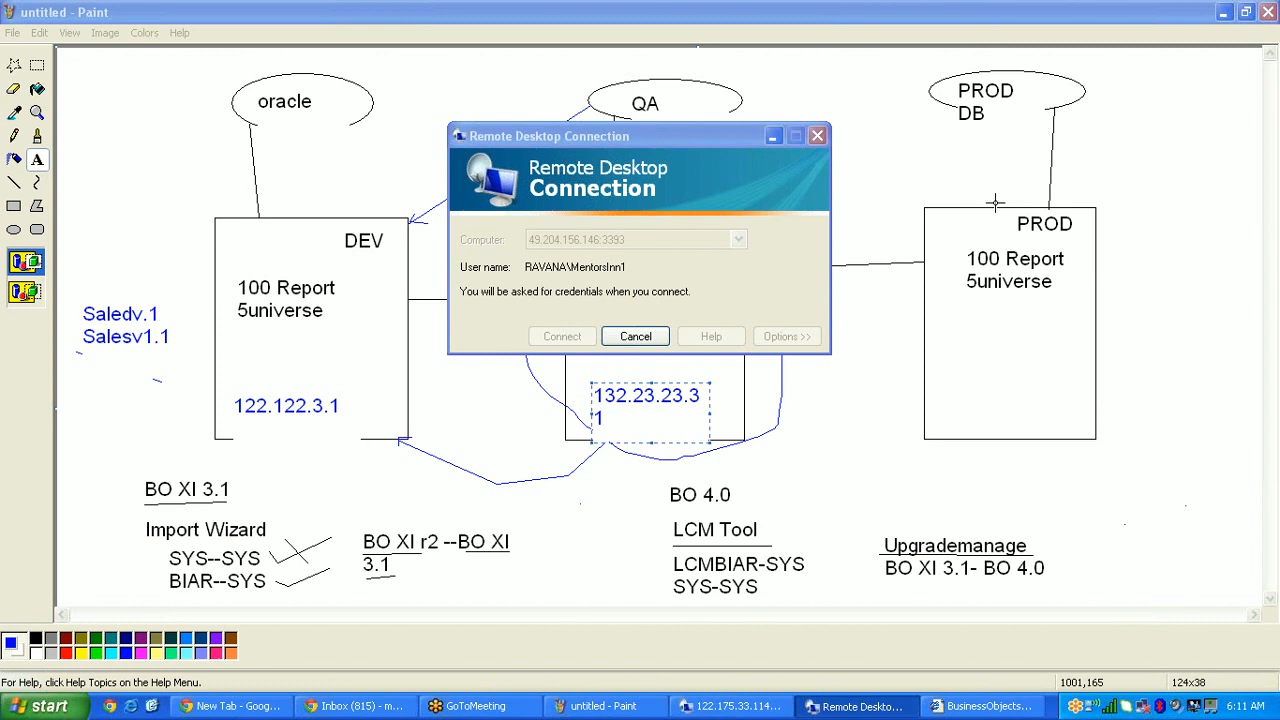 untitled - Paint
File Edit View Image Colors Help
oracle
QA
PROD
DB
Remote Desktop Connection
Remote Desktop
Connection
Computer: 49.204.156.146:3393
User name: RAVANA\MentorsInn1
You will be asked for credentials when you connect.
Connect Cancel Help Options >>
DEV
100 Report
5universe
122.122.3.1
Saledv.1
Salesv1.1
132.23.23.3
1
PROD
100 Report
5universe
BO XI 3.1
Import Wizard
SYS--SYS
BIAR--SYS
BO XI r2 --BO XI
3.1
BO 4.0
LCM Tool
LCMBIAR-SYS
SYS-SYS
Upgrademanage
BO XI 3.1- BO 4.0
For Help, click Help Topics on the Help Menu.
1001,165
124x38
start
New Tab - Goog...
Inbox (815) - m...
GoToMeeting
untitled - Paint
122.175.33.114...
Remote Desktop...
BusinessObjects...
6:11 AM